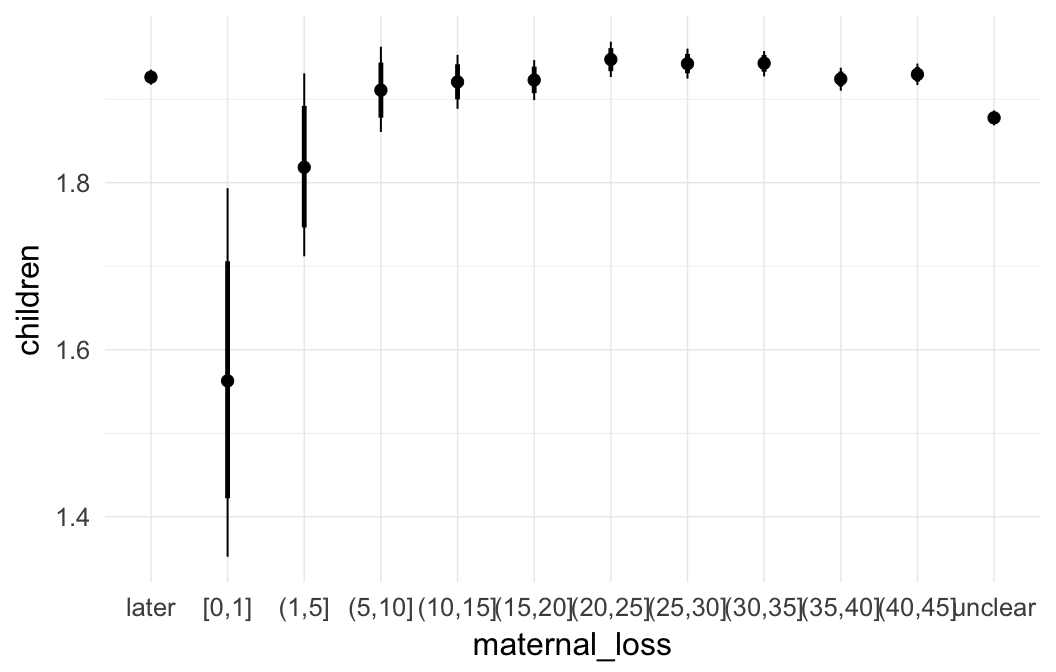 children
1.8
1.6
1.4
later [0,1] (1,5] (5,10] (10,15] (15,20] (20,25] (25,30] (30,35] (35,40] (40,45] unclear
maternal_loss